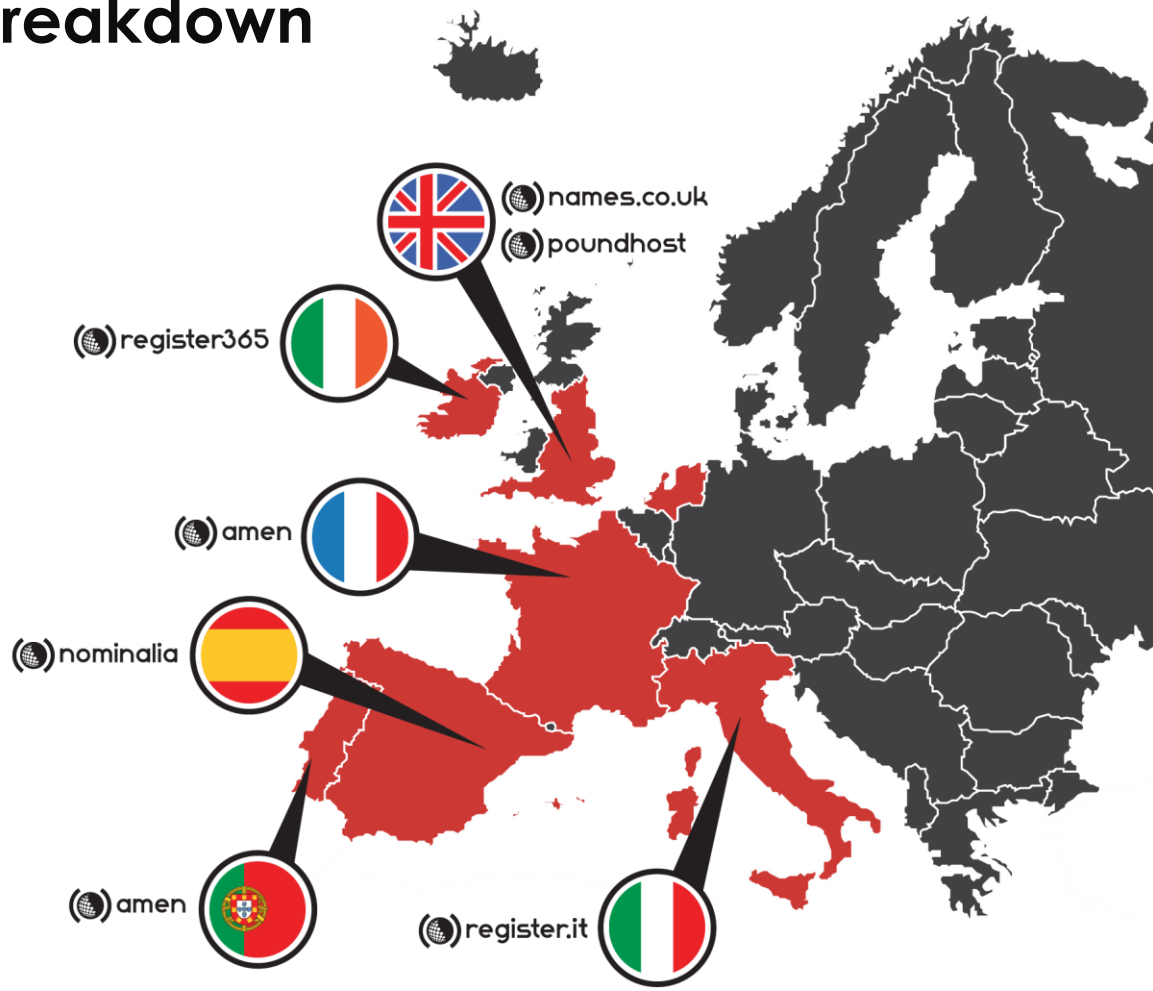 reakdown
names.co.uk
poundhost
register365
amen
nominalia
amen
register.it